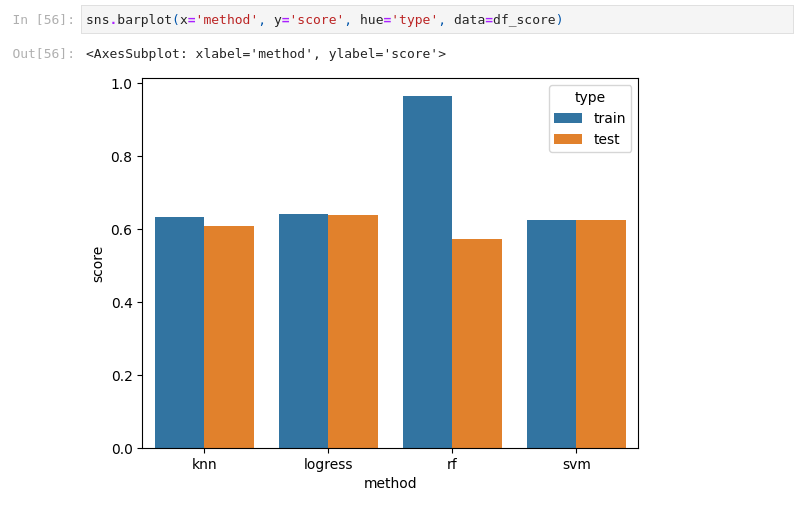 In [56]: sns.barplot(x='method', y='score', hue='type', data=df_score)
Out[56]: <AxesSubplot: xlabel='method', ylabel='score'>
1.0
0.8
0.6
0.4
0.2
0.0
score
type
train
test
knn logress rf svm
method